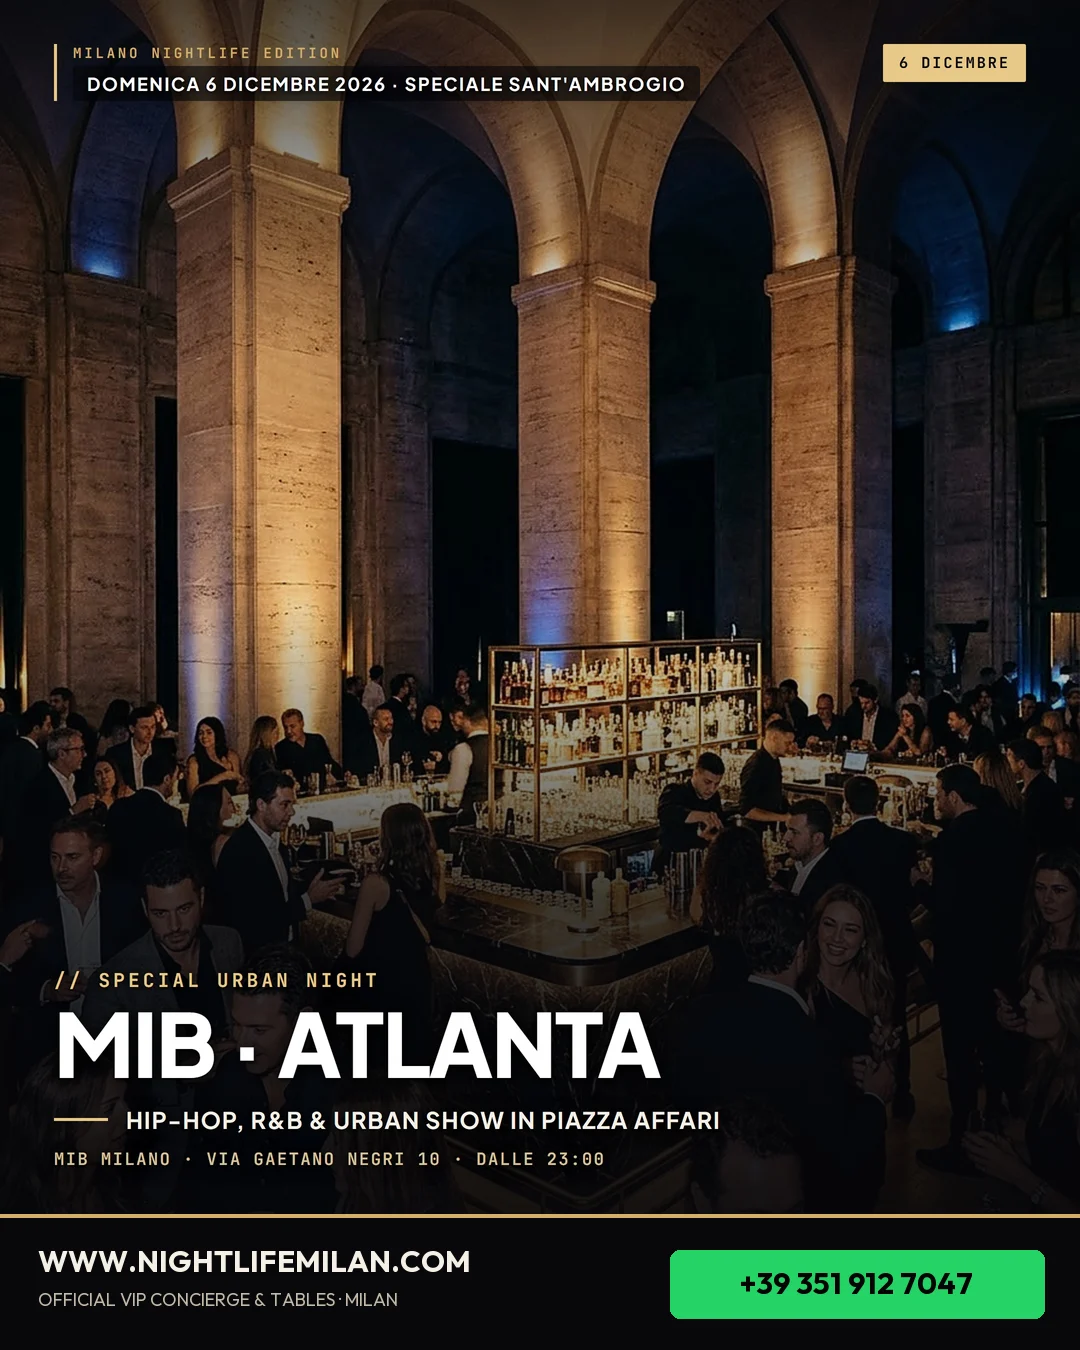 MILANO NIGHTLIFE EDITION
DOMENICA 6 DICEMBRE 2026 · SPECIALE SANT'AMBROGIO
6 DICEMBRE
// SPECIAL URBAN NIGHT
MIB · ATLANTA
HIP-HOP, R&B & URBAN SHOW IN PIAZZA AFFARI
MIB MILANO · VIA GAETANO NEGRI 10 · DALLE 23:00
WWW.NIGHTLIFEMILAN.COM
OFFICIAL VIP CONCIERGE & TABLES · MILAN
+39 351 912 7047